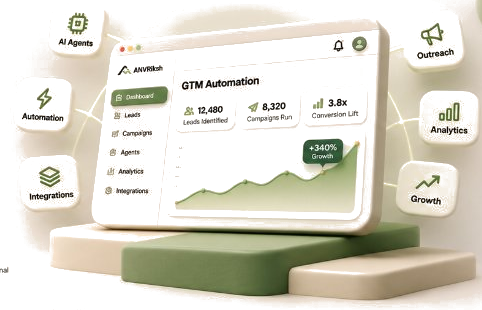 AI Agents
Automation
Integrations
ANVRiksh
Dashboard
Leads
Campaigns
Agents
Analytics
Integrations
GTM Automation
12,480
Leads Identified
8,320
Campaigns Run
3.8x
Conversion Lift
+340%
Growth
Outreach
Analytics
Growth
nal